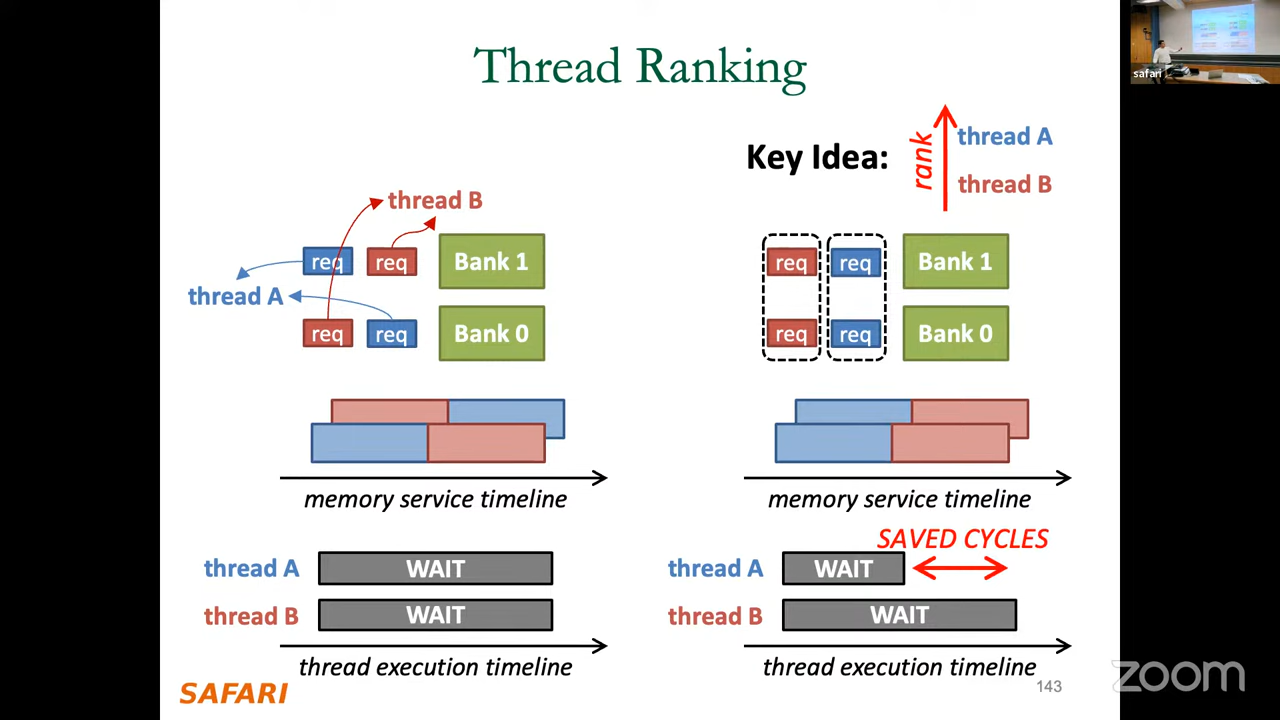 Thread Ranking
safari
thread B
req
req
Bank 1
thread A
req
req
Bank 0
memory service timeline
thread A
WAIT
thread B
WAIT
thread execution timeline
Key Idea:
rank
thread A
thread B
req
req
Bank 1
req
req
Bank 0
memory service timeline
SAVED CYCLES
thread A
WAIT
thread B
WAIT
thread execution timeline
SAFARI
143
zoom